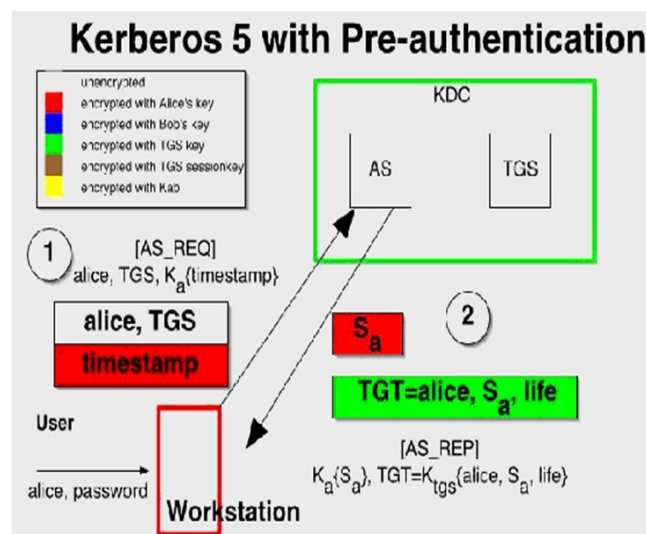 Kerberos 5 with Pre-authentication
unencrypted
encrypted with Alice's key
encrypted with Bob's key
encrypted with TGS key
encrypted with TGS sessionkey
encrypted with Kab
KDC
AS
TGS
1
[AS_REQ]
alice, TGS, Ka{timestamp}
alice, TGS
timestamp
2
Sa
TGT=alice, Sa, life
[AS_REP]
Ka{Sa}, TGT=Ktgs{alice, Sa, life}
User
alice, password
Workstation